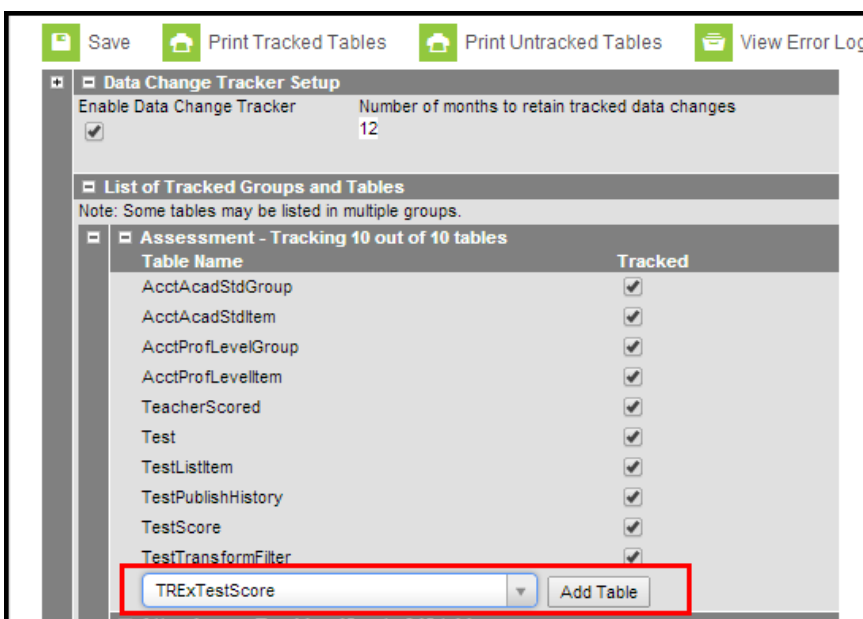 Save Print Tracked Tables Print Untracked Tables View Error Log
Data Change Tracker Setup
Enable Data Change Tracker Number of months to retain tracked data changes
12
List of Tracked Groups and Tables
Note: Some tables may be listed in multiple groups.
Assessment - Tracking 10 out of 10 tables
Table Name Tracked
AcctAcadStdGroup
AcctAcadStdItem
AcctProfLevelGroup
AcctProfLevelItem
TeacherScored
Test
TestListItem
TestPublishHistory
TestScore
TestTransformFilter
TRExTestScore Add Table